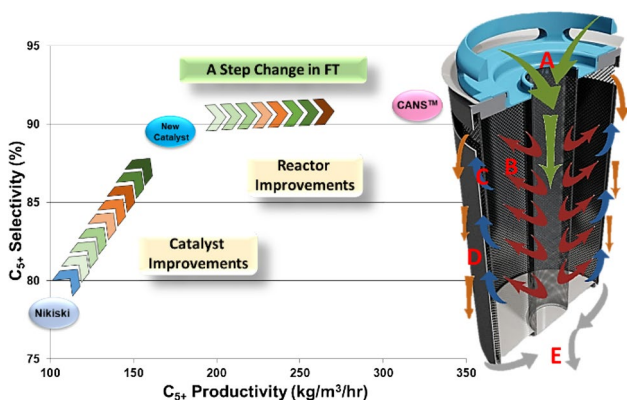 95
90
85
80
75
C5+ Selectivity (%)
A Step Change in FT
New
Catalyst
CANS™
Reactor
Improvements
Catalyst
Improvements
Nikiski
100
150
200
250
300
350
C5+ Productivity (kg/m³/hr)
A
B
C
D
E